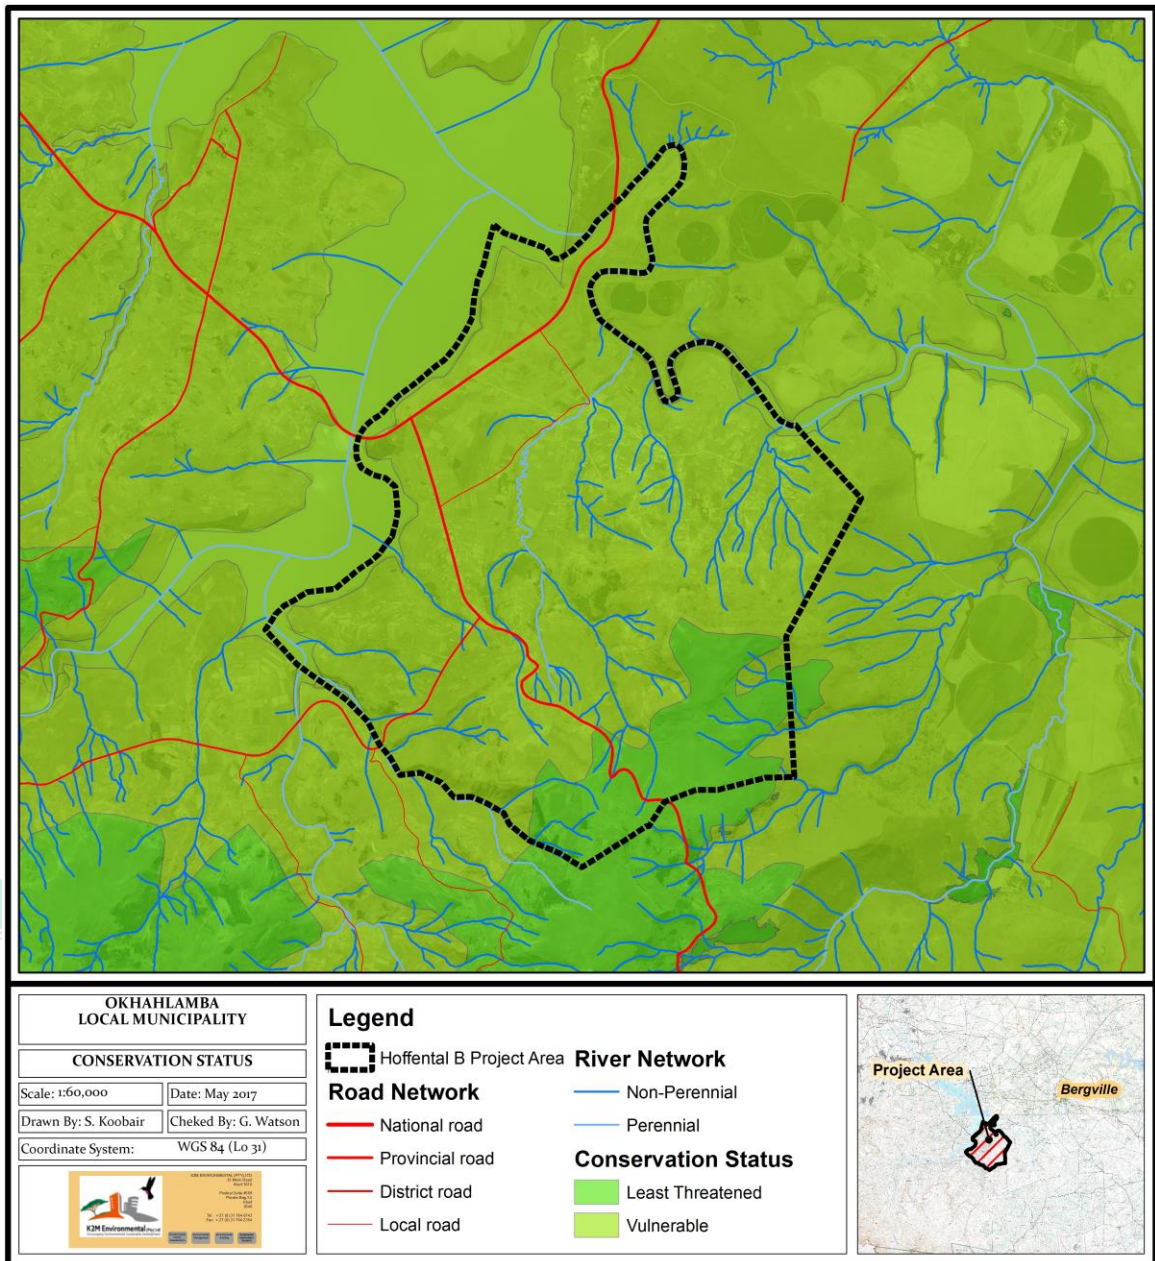 OKHAHLAMBA
LOCAL MUNICIPALITY
CONSERVATION STATUS
Scale: 1:60,000
Date: May 2017
Drawn By: S. Koobair
Cheked By: G. Watson
Coordinate System: WGS 84 (Lo 31)
K2M Environmental
Legend
Hoffental B Project Area
Road Network
National road
Provincial road
District road
Local road
River Network
Non-Perennial
Perennial
Conservation Status
Least Threatened
Vulnerable
Project Area
Bergville